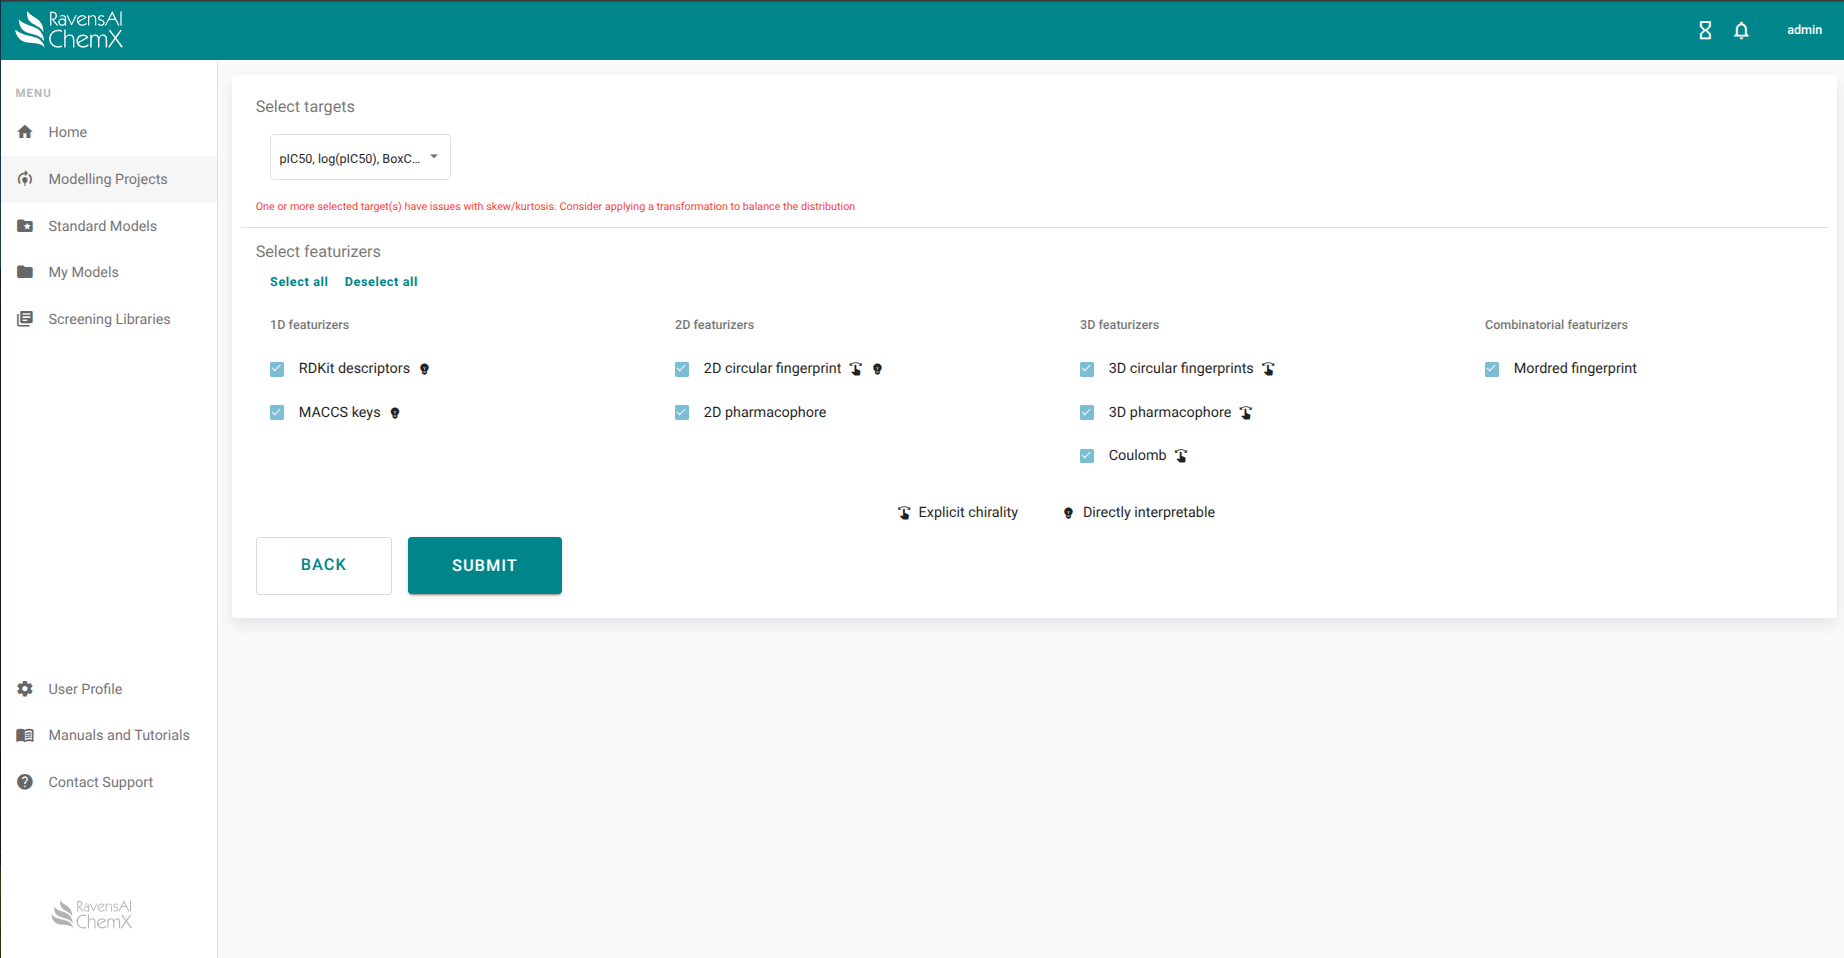 RavensAI
ChemX
admin
MENU
Home
Modelling Projects
Standard Models
My Models
Screening Libraries
User Profile
Manuals and Tutorials
Contact Support
RavensAI
ChemX
Select targets
pIC50, log(pIC50), BoxC...
One or more selected target(s) have issues with skew/kurtosis. Consider applying a transformation to balance the distribution
Select featurizers
Select all Deselect all
1D featurizers
RDKit descriptors
MACCS keys
2D featurizers
2D circular fingerprint
2D pharmacophore
3D featurizers
3D circular fingerprints
3D pharmacophore
Coulomb
Combinatorial featurizers
Mordred fingerprint
Explicit chirality Directly interpretable
BACK SUBMIT